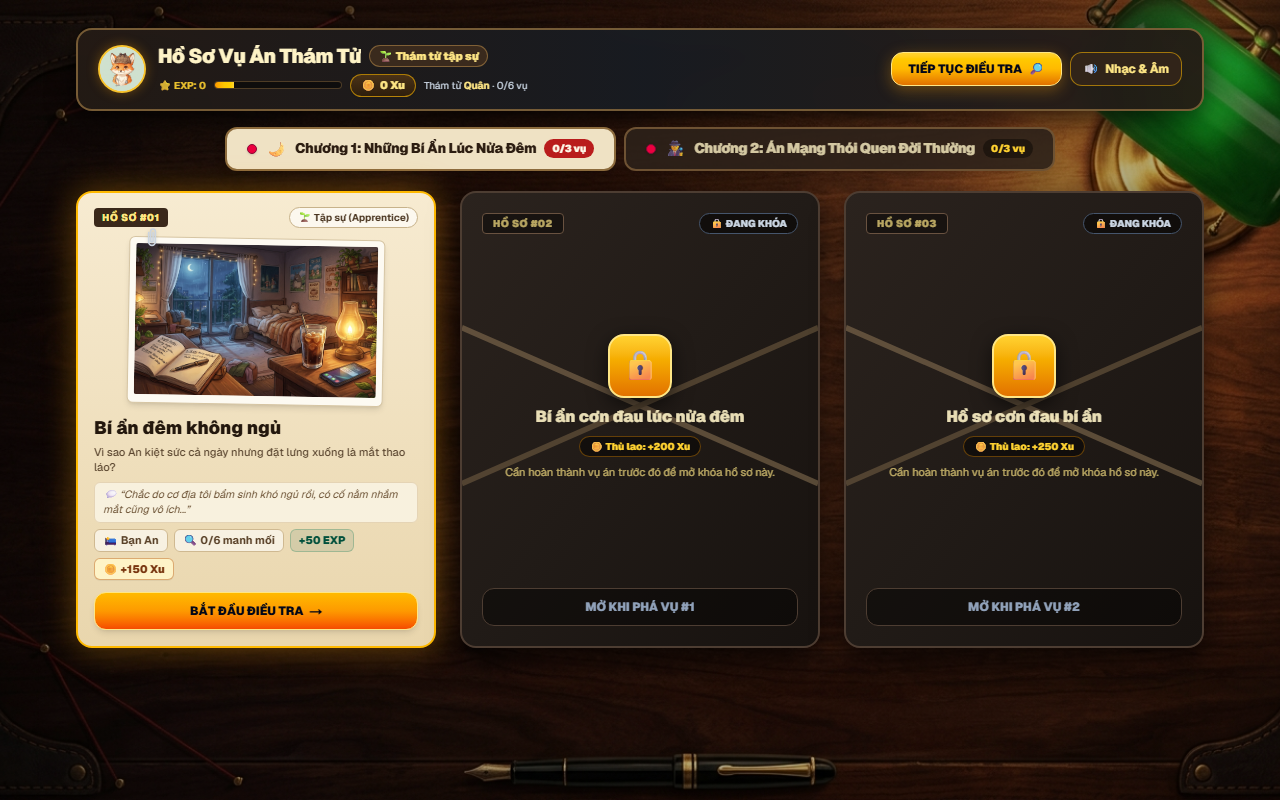 Hồ Sơ Vụ Án Thám Tử
Thám tử tập sự
EXP: 0
0 Xu
Thám tử Quân · 0/6 vụ
TIẾP TỤC ĐIỀU TRA
Nhạc & Âm
Chương 1: Những Bí Ẩn Lúc Nửa Đêm
0/3 vụ
Chương 2: Án Mạng Thói Quen Đời Thường
0/3 vụ
HỒ SƠ #01
Tập sự (Apprentice)
Bí ẩn đêm không ngủ
Vì sao An kiệt sức cả ngày nhưng đặt lưng xuống là mắt thao
láo?
“Chắc do cơ địa tôi bẩm sinh khó ngủ rồi, có cố nằm nhắm
mắt cũng vô ích…”
Bạn An
0/6 manh mối
+50 EXP
+150 Xu
BẮT ĐẦU ĐIỀU TRA →
HỒ SƠ #02
ĐANG KHÓA
Bí ẩn cơn đau lúc nửa đêm
Thù lao: +200 Xu
Cần hoàn thành vụ án trước đó để mở khóa hồ sơ này.
MỞ KHI PHÁ VỤ #1
HỒ SƠ #03
ĐANG KHÓA
Hồ sơ cơn đau bí ẩn
Thù lao: +250 Xu
Cần hoàn thành vụ án trước đó để mở khóa hồ sơ này.
MỞ KHI PHÁ VỤ #2